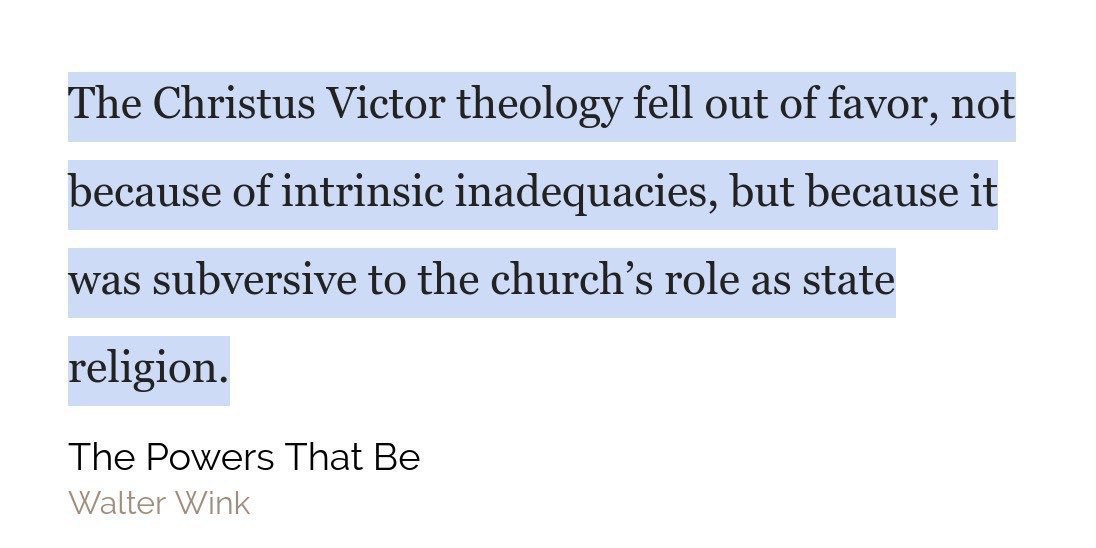 The Christus Victor theology fell out of favor, not
because of intrinsic inadequacies, but because it
was subversive to the church’s role as state
religion.
The Powers That Be
Walter Wink